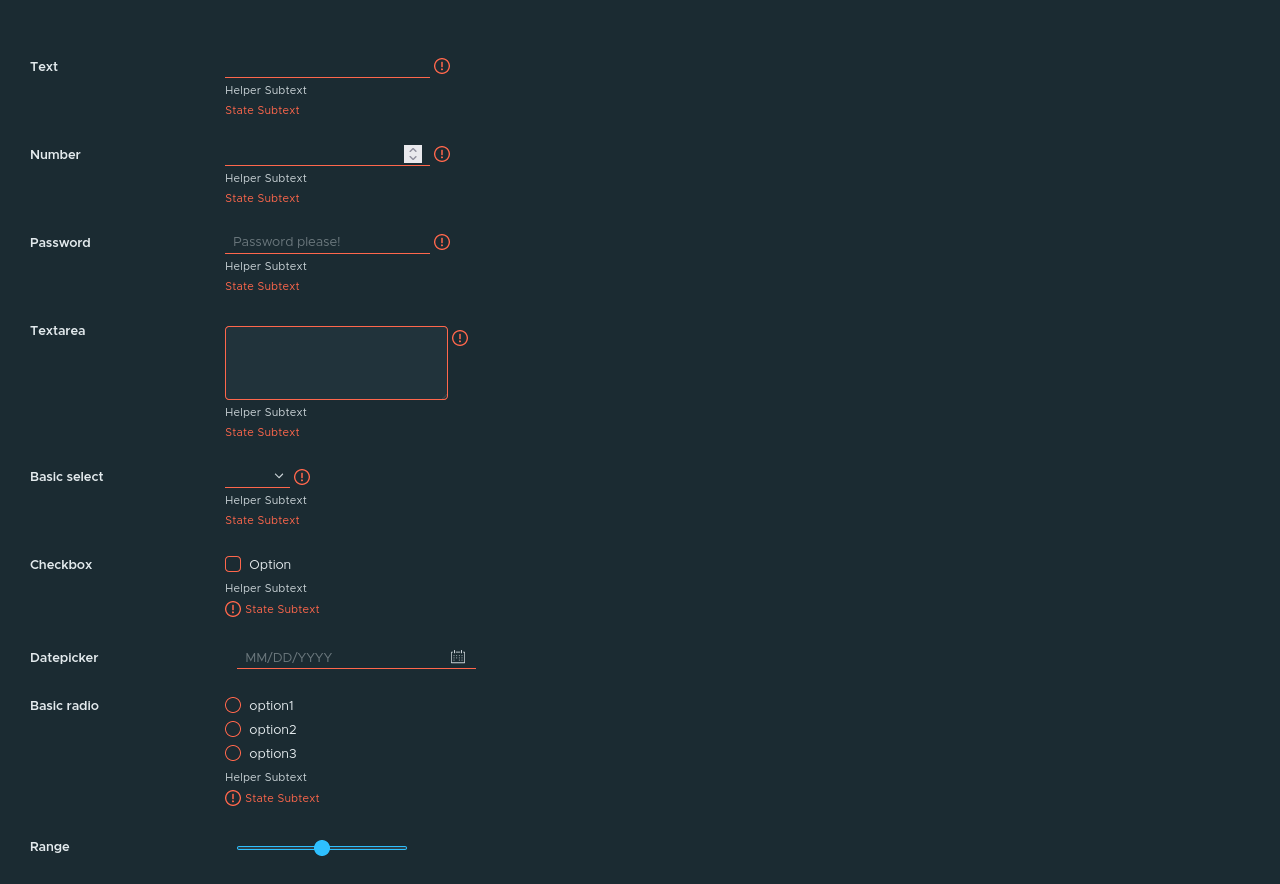 Text
Helper Subtext
State Subtext
Number
Helper Subtext
State Subtext
Password
Password please!
Helper Subtext
State Subtext
Textarea
Helper Subtext
State Subtext
Basic select
Helper Subtext
State Subtext
Checkbox
Option
Helper Subtext
State Subtext
Datepicker
MM/DD/YYYY
Basic radio
option1
option2
option3
Helper Subtext
State Subtext
Range